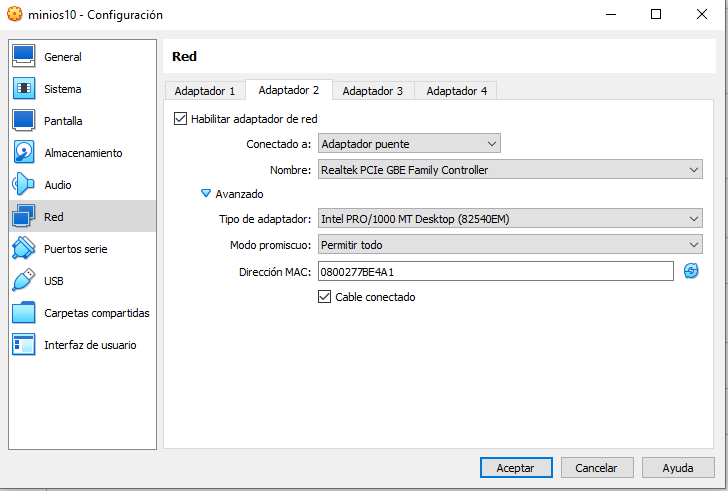 minios10 - Configuración
General
Sistema
Pantalla
Almacenamiento
Audio
Red
Puertos serie
USB
Carpetas compartidas
Interfaz de usuario
Red
Adaptador 1 Adaptador 2 Adaptador 3 Adaptador 4
Habilitar adaptador de red
Conectado a: Adaptador puente
Nombre: Realtek PCIe GBE Family Controller
Avanzado
Tipo de adaptador: Intel PRO/1000 MT Desktop (82540EM)
Modo promiscuo: Permitir todo
Dirección MAC: 0800277BE4A1
Cable conectado
Aceptar Cancelar Ayuda